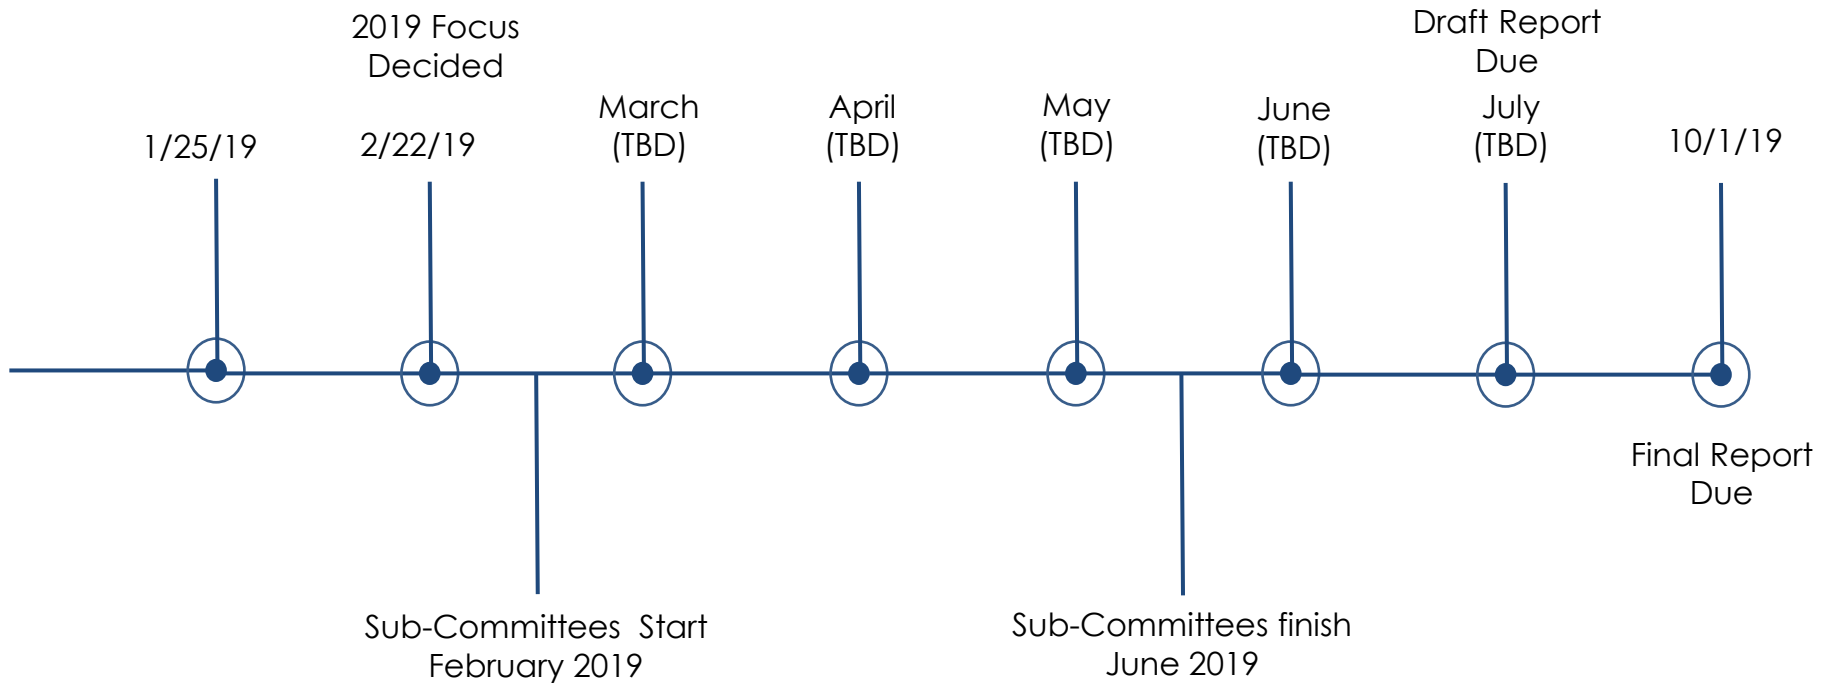 2019 Focus
Decided
Draft Report
Due
1/25/19
2/22/19
March
(TBD)
April
(TBD)
May
(TBD)
June
(TBD)
July
(TBD)
10/1/19
Final Report
Due
Sub-Committees Start
February 2019
Sub-Committees finish
June 2019